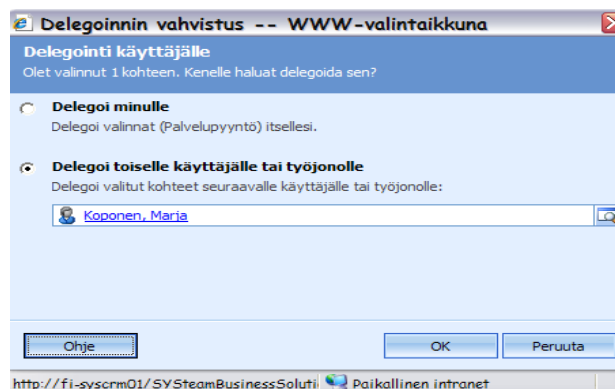 Delegoinnin vahvistus -- WWW-valintaikkuna
Delegointi käyttäjälle
Olet valinnut 1 kohteen. Kenelle haluat delegoida sen?
Delegoi minulle
Delegoi valinnat (Palvelupyyntö) itsellesi.
Delegoi toiselle käyttäjälle tai työjonolle
Delegoi valitut kohteet seuraavalle käyttäjälle tai työjonolle:
Koponen, Marja
Ohje OK Peruuta
http://fi-syscrm01/SYSteamBusinessSoluti Paikallinen intranet